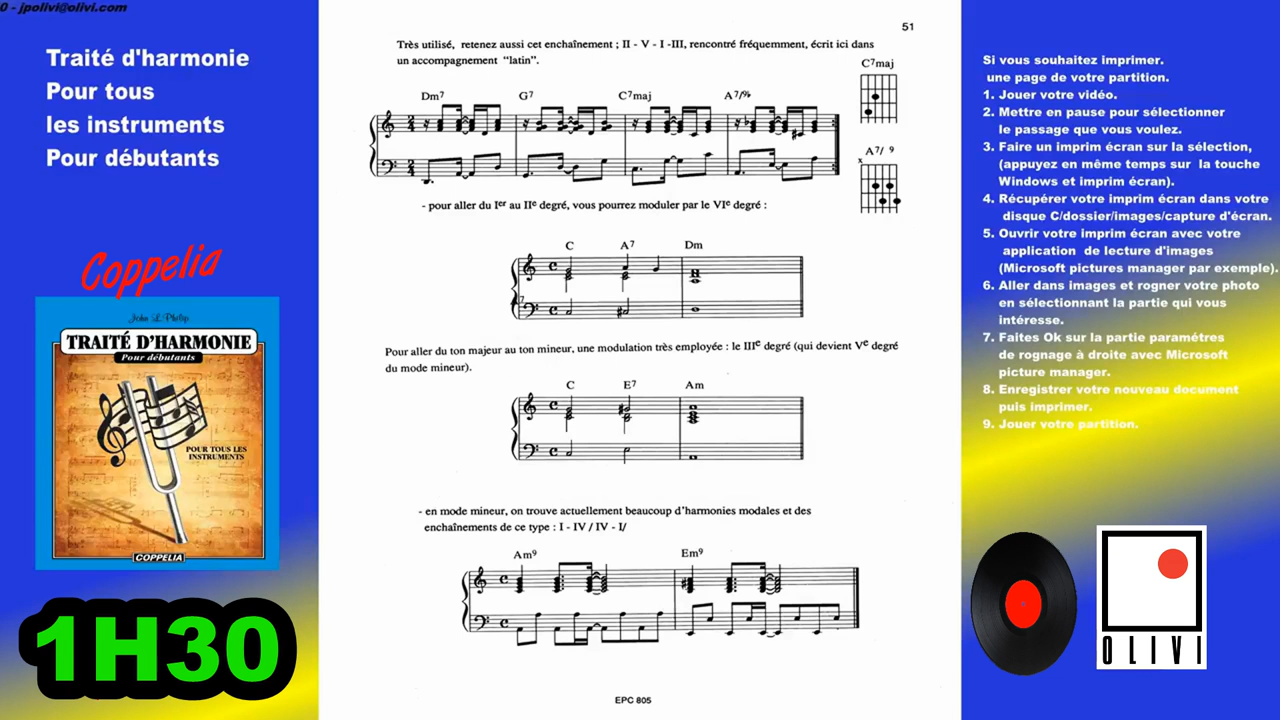 0 - jpolivi@olivi.com
Traité d'harmonie
Pour tous
les instruments
Pour débutants
Coppelia
John L. Philip
TRAITÉ D'HARMONIE
Pour débutants
POUR TOUS LES
INSTRUMENTS
COPPELIA
1H30
51
Très utilisé, retenez aussi cet enchaînement ; II - V - I -III, rencontré fréquemment, écrit ici dans
un accompagnement "latin".
C7maj
Dm7 G7 C7maj A7/9b
A7/ 9
x
- pour aller du Ier au IIe degré, vous pourrez moduler par le VIe degré :
C A7 Dm
Pour aller du ton majeur au ton mineur, une modulation très employée : le IIIe degré (qui devient Ve degré
du mode mineur).
C E7 Am
- en mode mineur, on trouve actuellement beaucoup d'harmonies modales et des
enchaînements de ce type : I - IV / IV - I/
Am9 Em9
EPC 805
Si vous souhaitez imprimer.
une page de votre partition.
1. Jouer votre vidéo.
2. Mettre en pause pour sélectionner
le passage que vous voulez.
3. Faire un imprim écran sur la sélection,
(appuyez en même temps sur la touche
Windows et imprim écran).
4. Récupérer votre imprim écran dans votre
disque C/dossier/images/capture d'écran.
5. Ouvrir votre imprim écran avec votre
application de lecture d'images
(Microsoft pictures manager par exemple).
6. Aller dans images et rogner votre photo
en sélectionnant la partie qui vous
intéresse.
7. Faites Ok sur la partie paramétres
de rognage à droite avec Microsoft
picture manager.
8. Enregistrer votre nouveau document
puis imprimer.
9. Jouer votre partition.
OLIVI